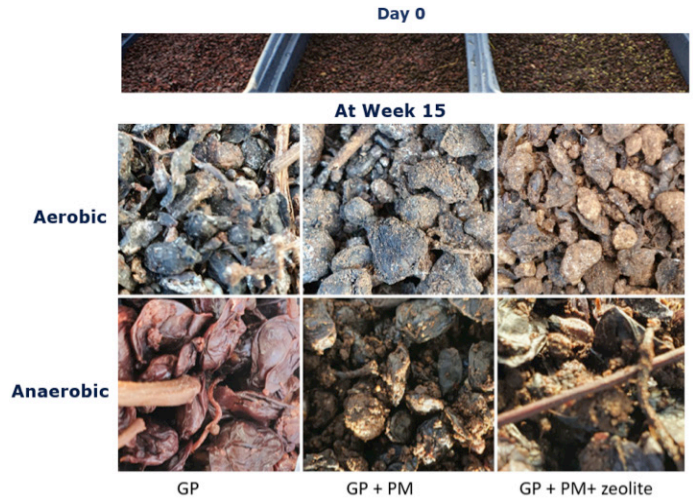 Day 0
At Week 15
Aerobic
Anaerobic
GP
GP + PM
GP + PM+ zeolite